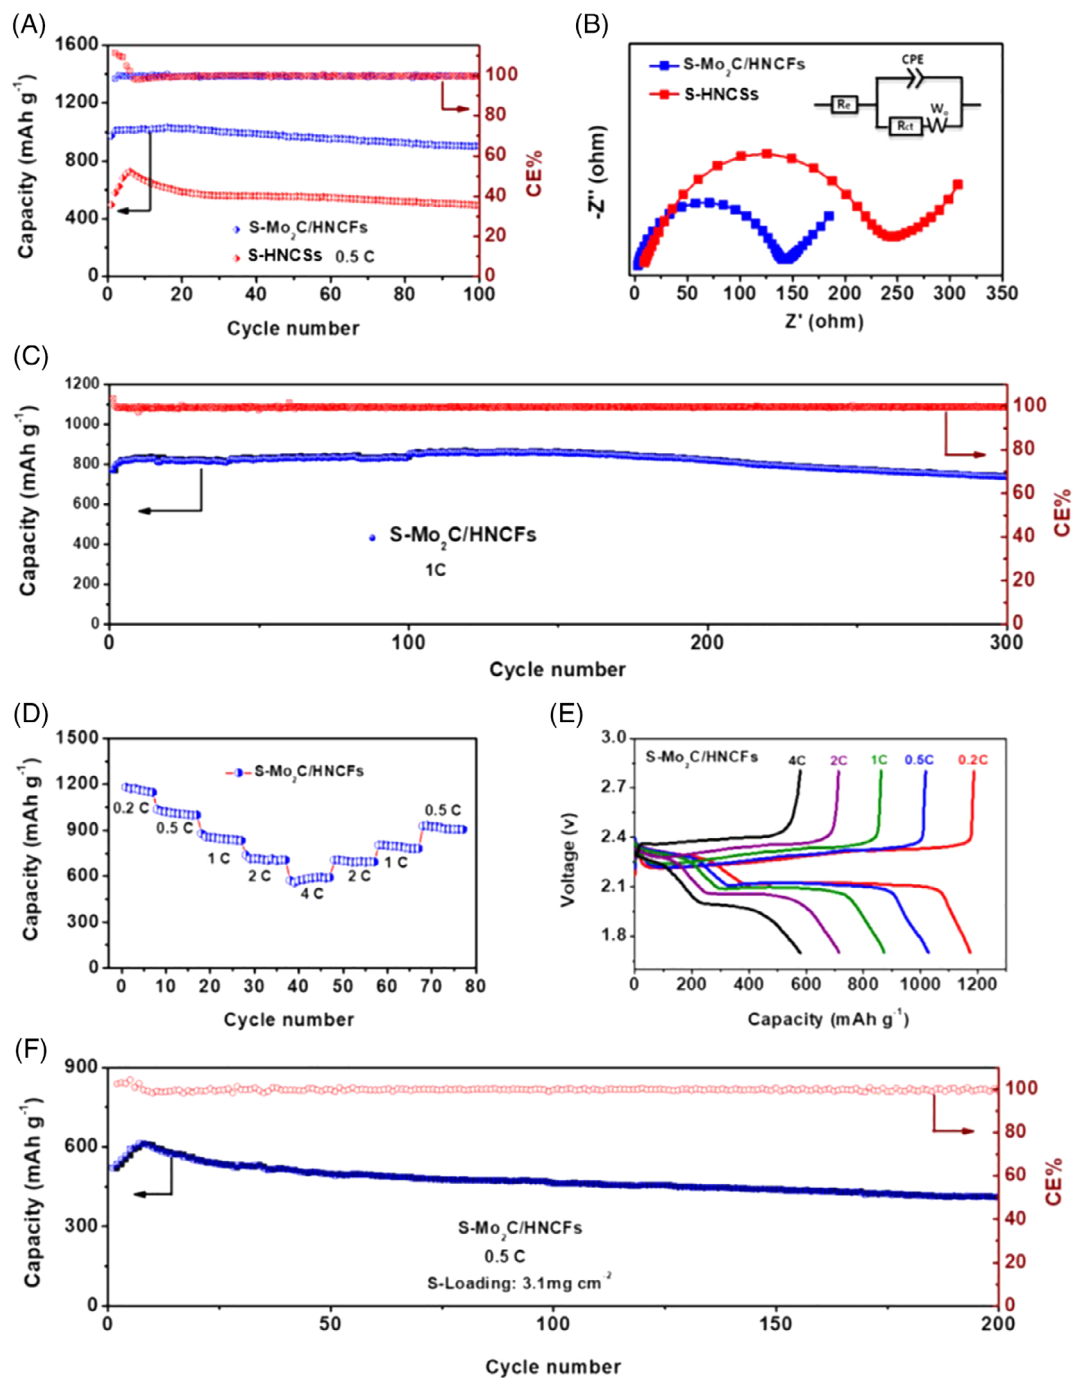 (A)
1600
1200
800
400
0
Capacity (mAh g⁻¹)
100
80
60
40
20
0
CE%
S-Mo₂C/HNCFs
S-HNCSs 0.5 C
0 20 40 60 80 100
Cycle number
(B)
-Z'' (ohm)
S-Mo₂C/HNCFs
S-HNCSs
CPE
Re
Rct
Wo
0 50 100 150 200 250 300 350
Z' (ohm)
(C)
1200
1000
800
600
400
200
0
Capacity (mAh g⁻¹)
100
80
60
40
20
0
CE%
S-Mo₂C/HNCFs
1C
0 100 200 300
Cycle number
(D)
1500
1200
900
600
300
0
Capacity (mAh g⁻¹)
S-Mo₂C/HNCFs
0.2 C
0.5 C
1 C
2 C
4 C
2 C
1 C
0.5 C
0 10 20 30 40 50 60 70 80
Cycle number
(E)
3.0
2.7
2.4
2.1
1.8
Voltage (v)
S-Mo₂C/HNCFs 4C 2C 1C 0.5C 0.2C
0 200 400 600 800 1000 1200
Capacity (mAh g⁻¹)
(F)
900
600
300
0
Capacity (mAh g⁻¹)
100
80
60
40
20
0
CE%
S-Mo₂C/HNCFs
0.5 C
S-Loading: 3.1mg cm⁻²
0 50 100 150 200
Cycle number